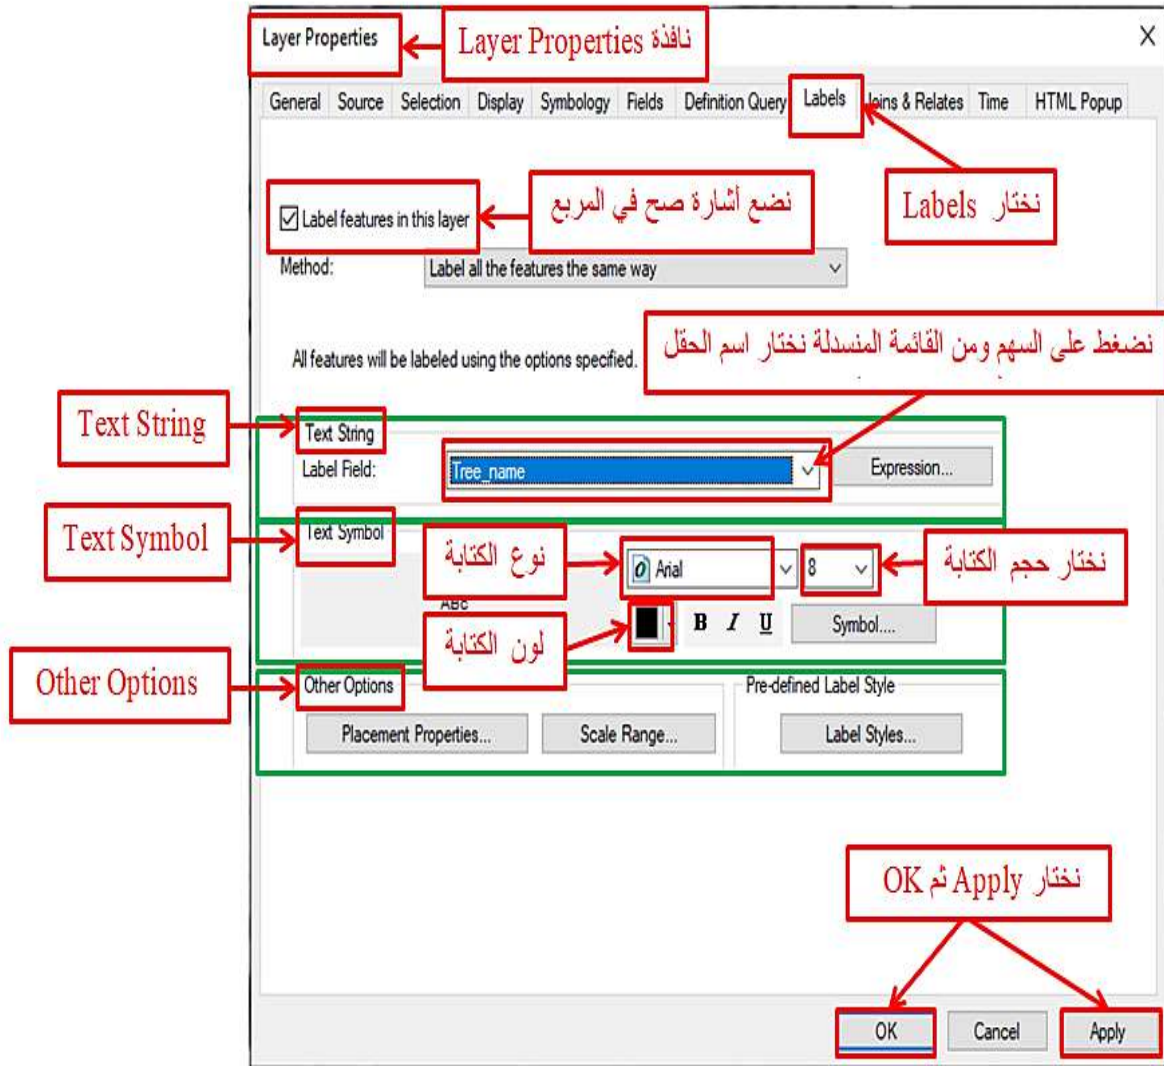 Layer Properties
نافذة Layer Properties
General Source Selection Display Symbology Fields Definition Query Labels Joins & Relates Time HTML Popup
نختار Labels
Label features in this layer
نضع أشارة صح في المربع
Method: Label all the features the same way
نضغط على السهم ومن القائمة المنسدلة نختار اسم الحقل
All features will be labeled using the options specified.
Text String
Text String
Label Field: Tree_name Expression...
Text Symbol
Text Symbol
نوع الكتابة
Arial 8
نختار حجم الكتابة
ABC
لون الكتابة
B I U Symbol....
Other Options
Other Options Pre-defined Label Style
Placement Properties... Scale Range... Label Styles...
نختار Apply ثم OK
OK Cancel Apply